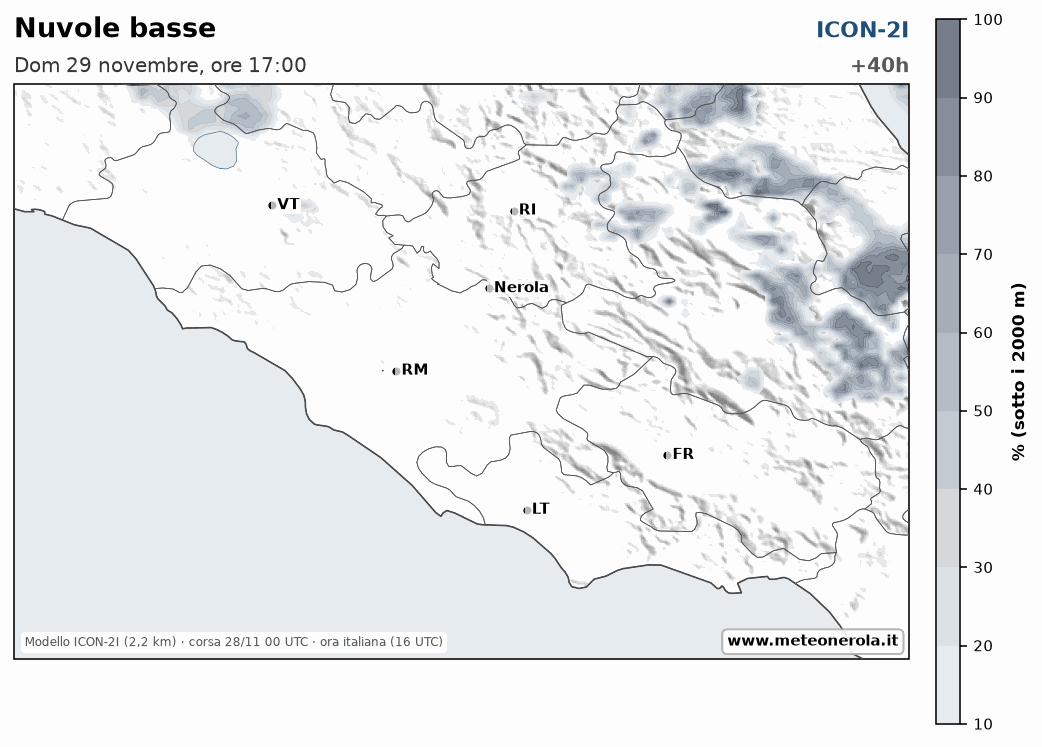 Nuvole basse
ICON-2I
Dom 29 novembre, ore 17:00
+40h
100
90
80
70
60
50
40
30
20
10
% (sotto i 2000 m)
VT
RI
Nerola
RM
FR
LT
Modello ICON-2I (2,2 km) · corsa 28/11 00 UTC · ora italiana (16 UTC)
www.meteonerola.it